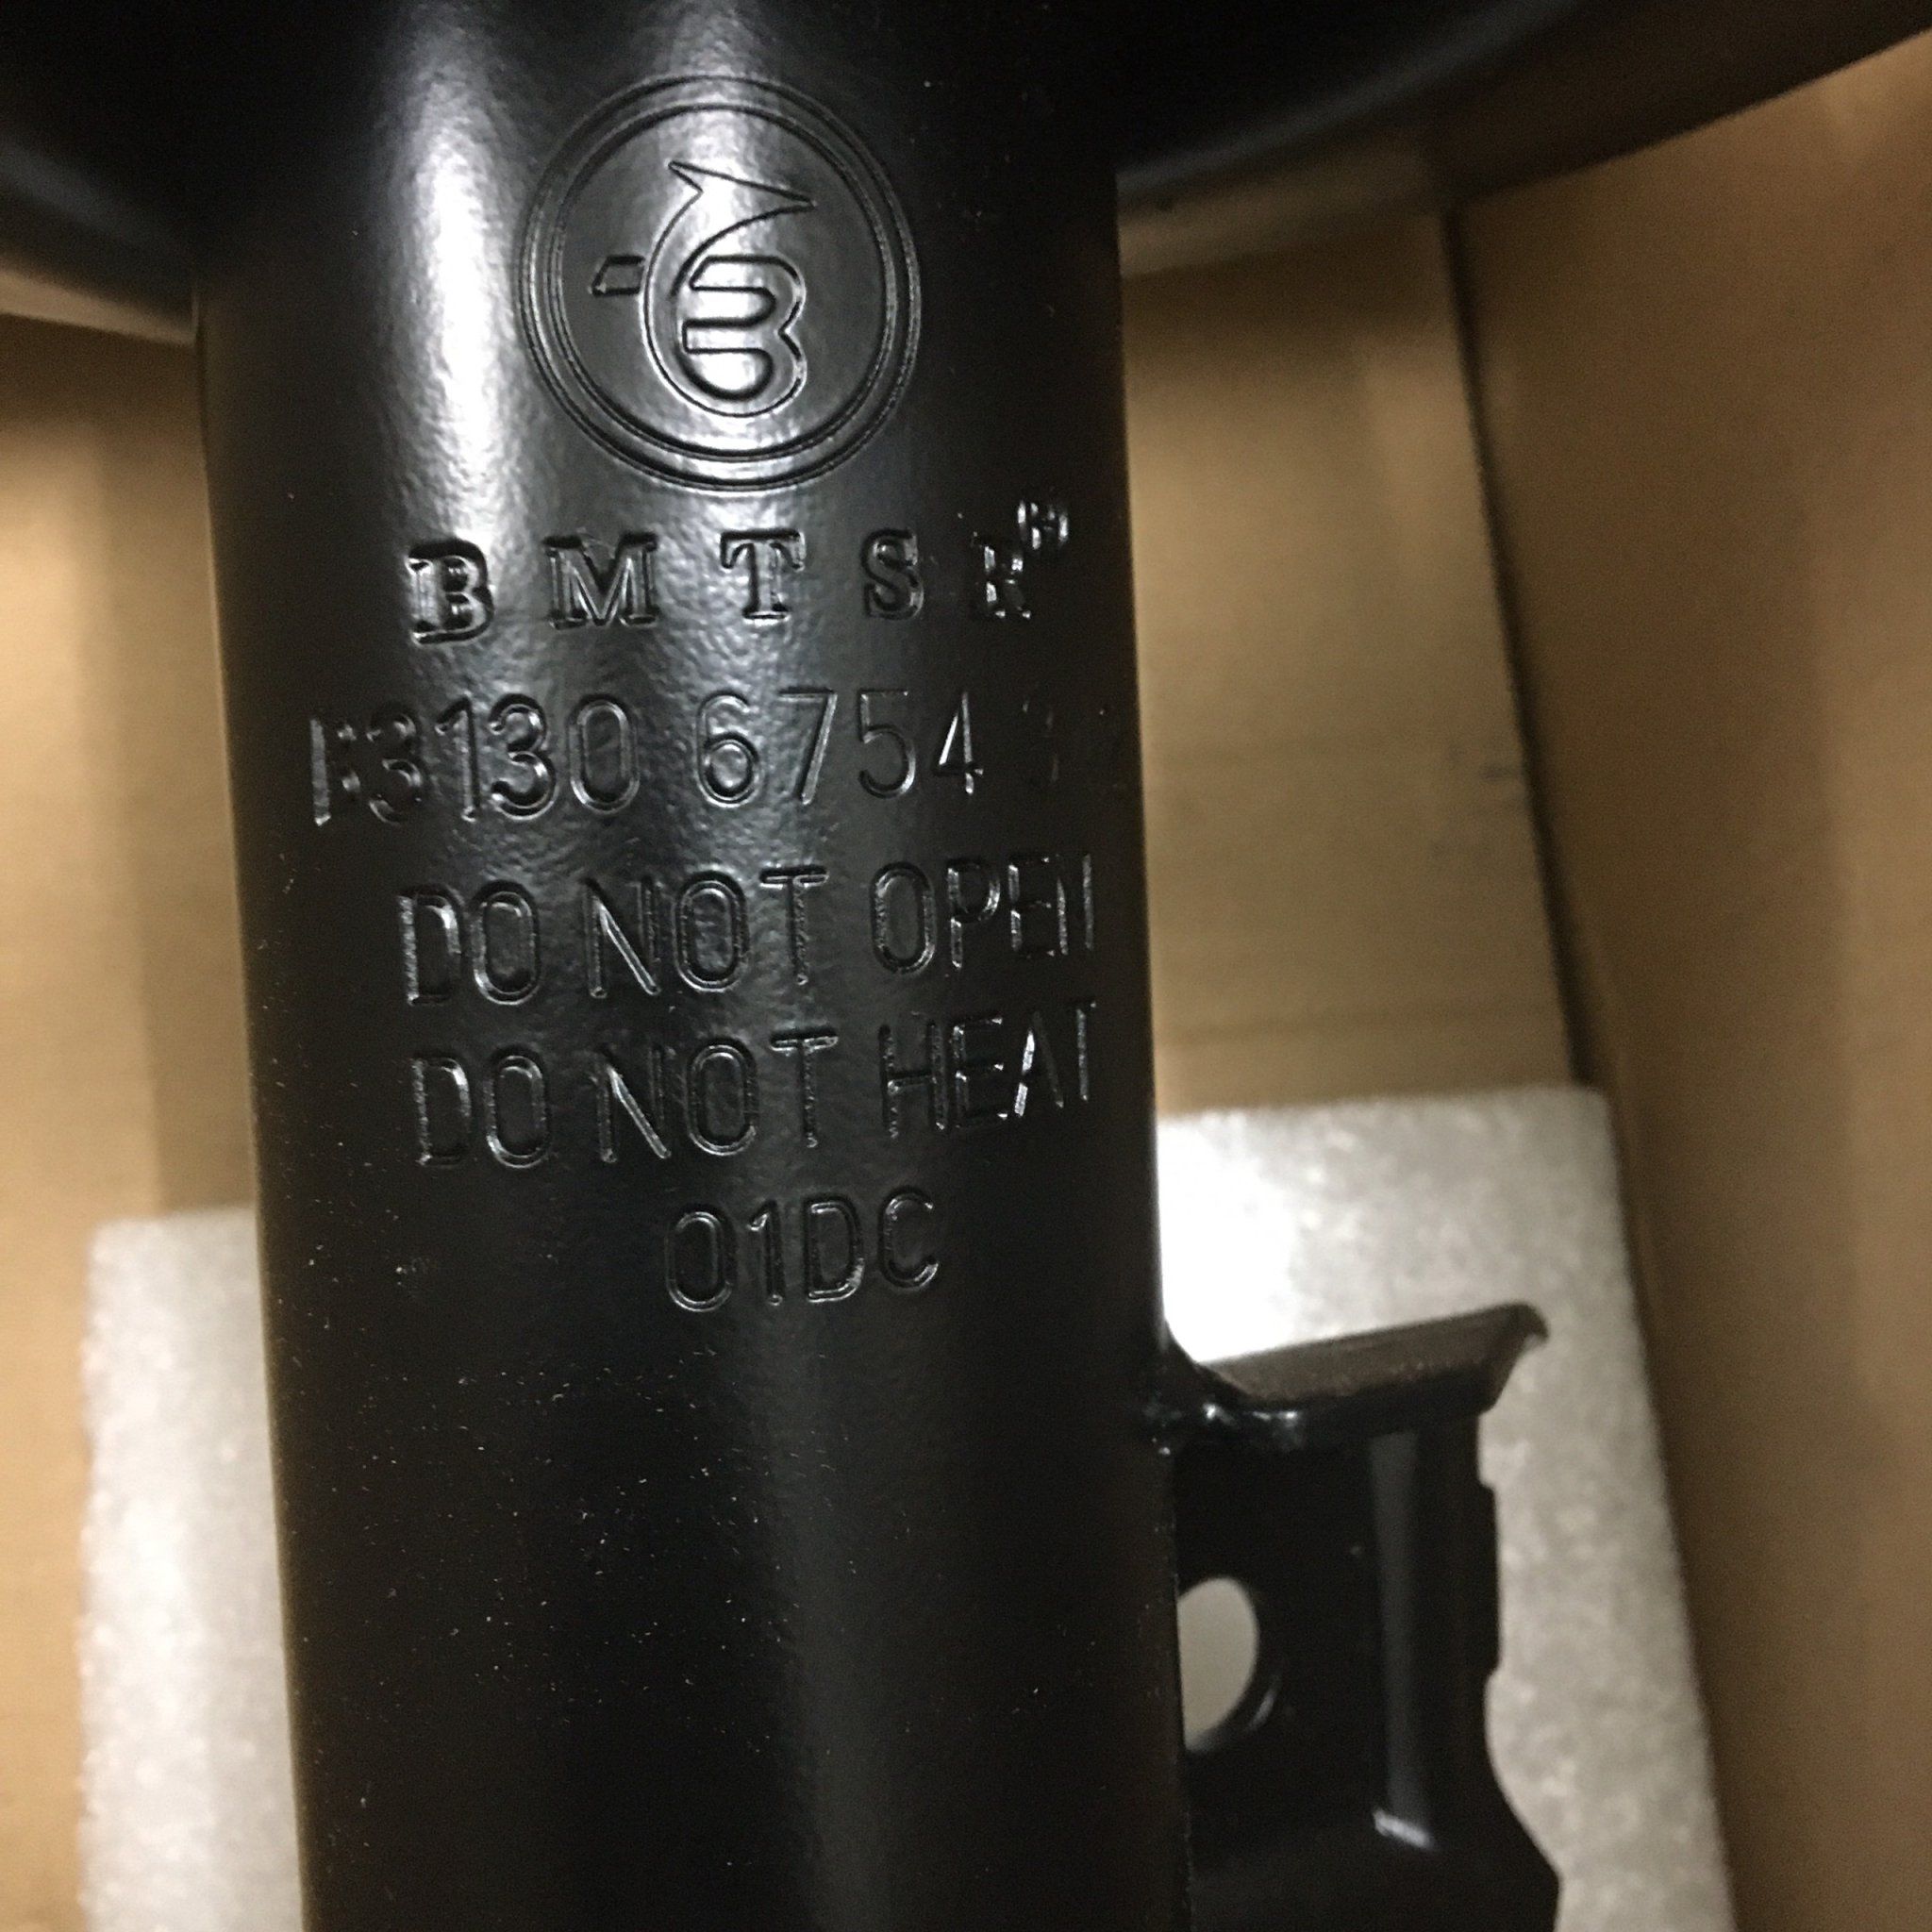 BMTSR
3130 6754
DO NOT OPEN
DO NOT HEAT
01DC